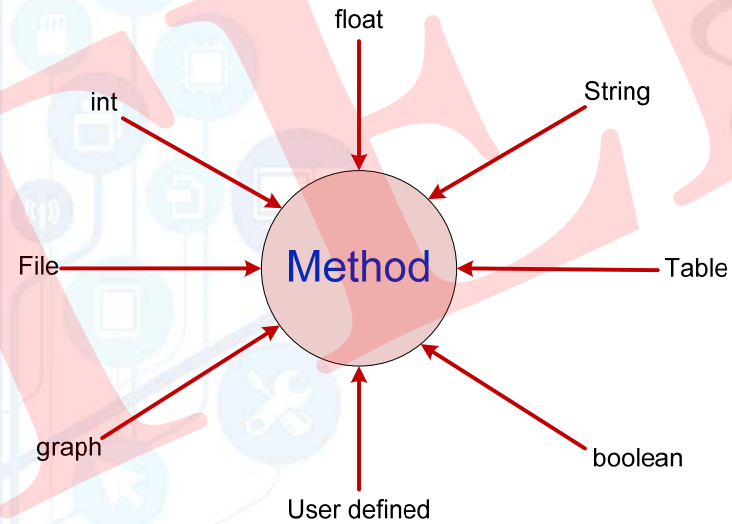 float
int
String
File
Method
Table
graph
boolean
User defined